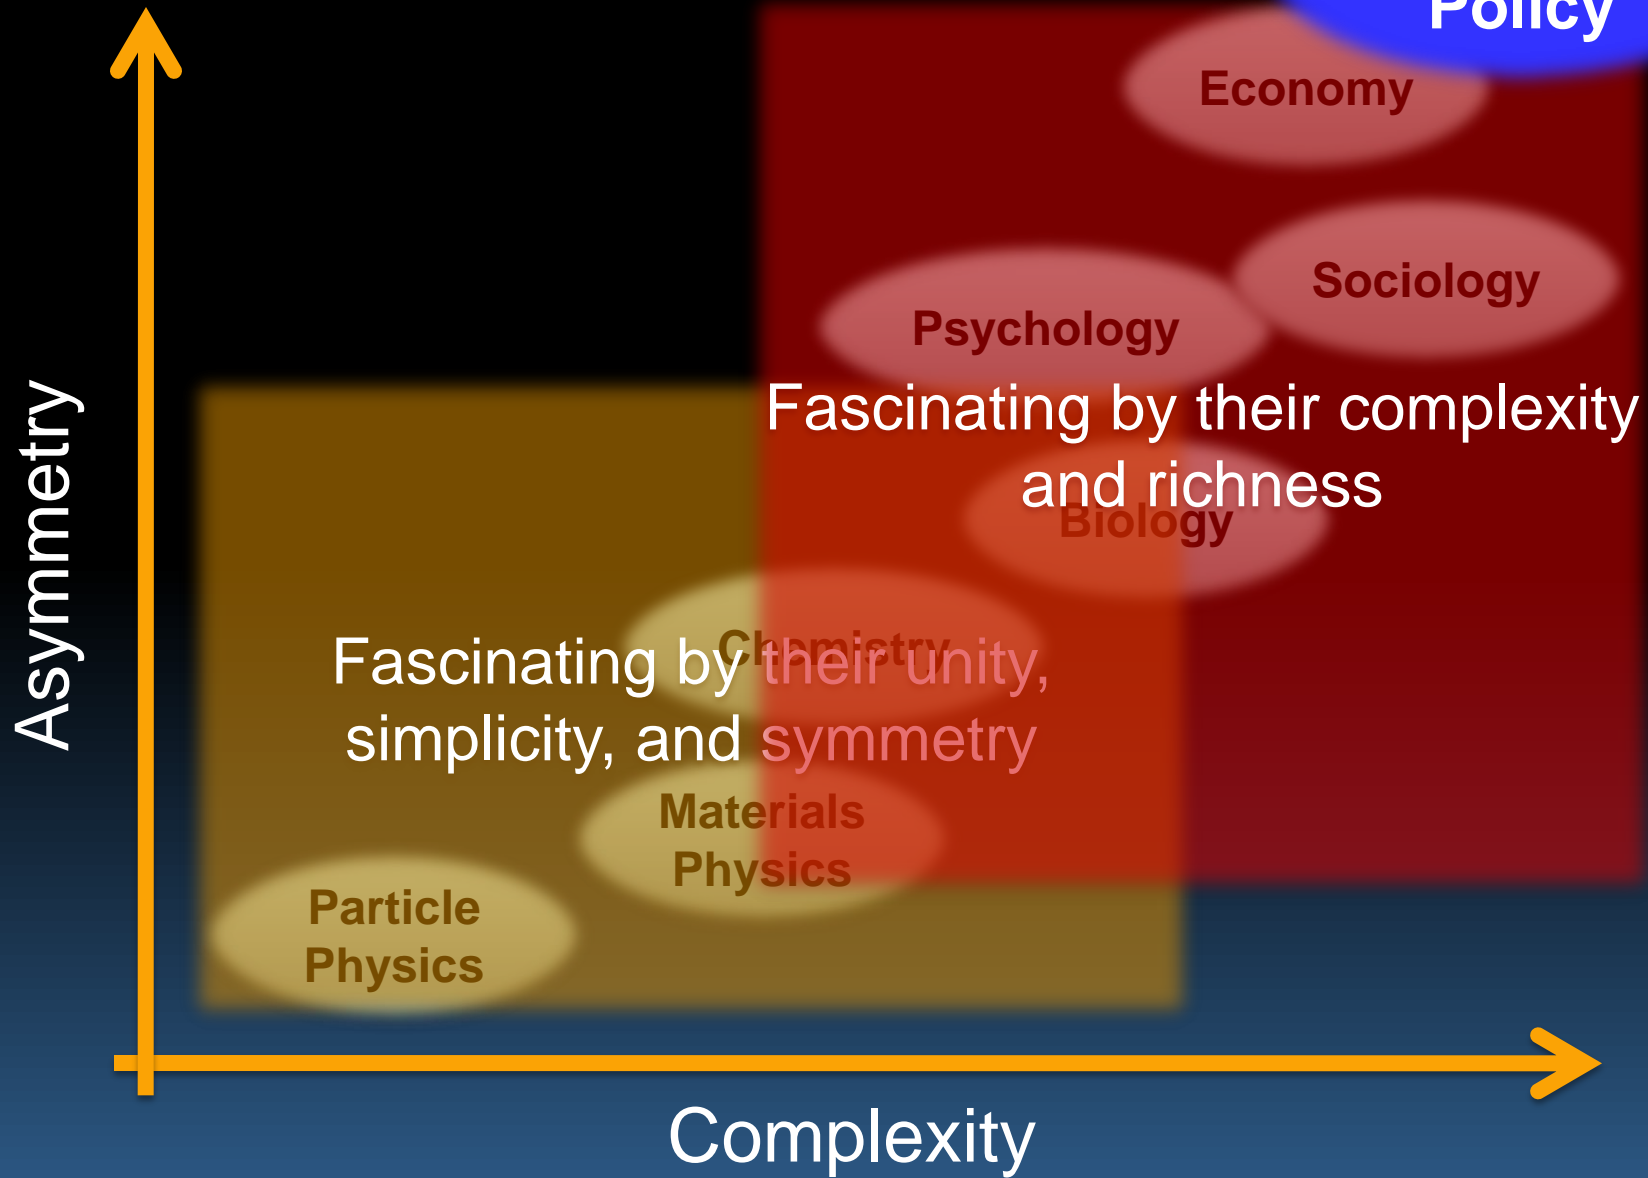 Policy
Economy
Sociology
Psychology
Fascinating by their complexity
and richness
Biology
Chemistry
Fascinating by their unity,
simplicity, and symmetry
Materials
Physics
Particle
Physics
Asymmetry
Complexity